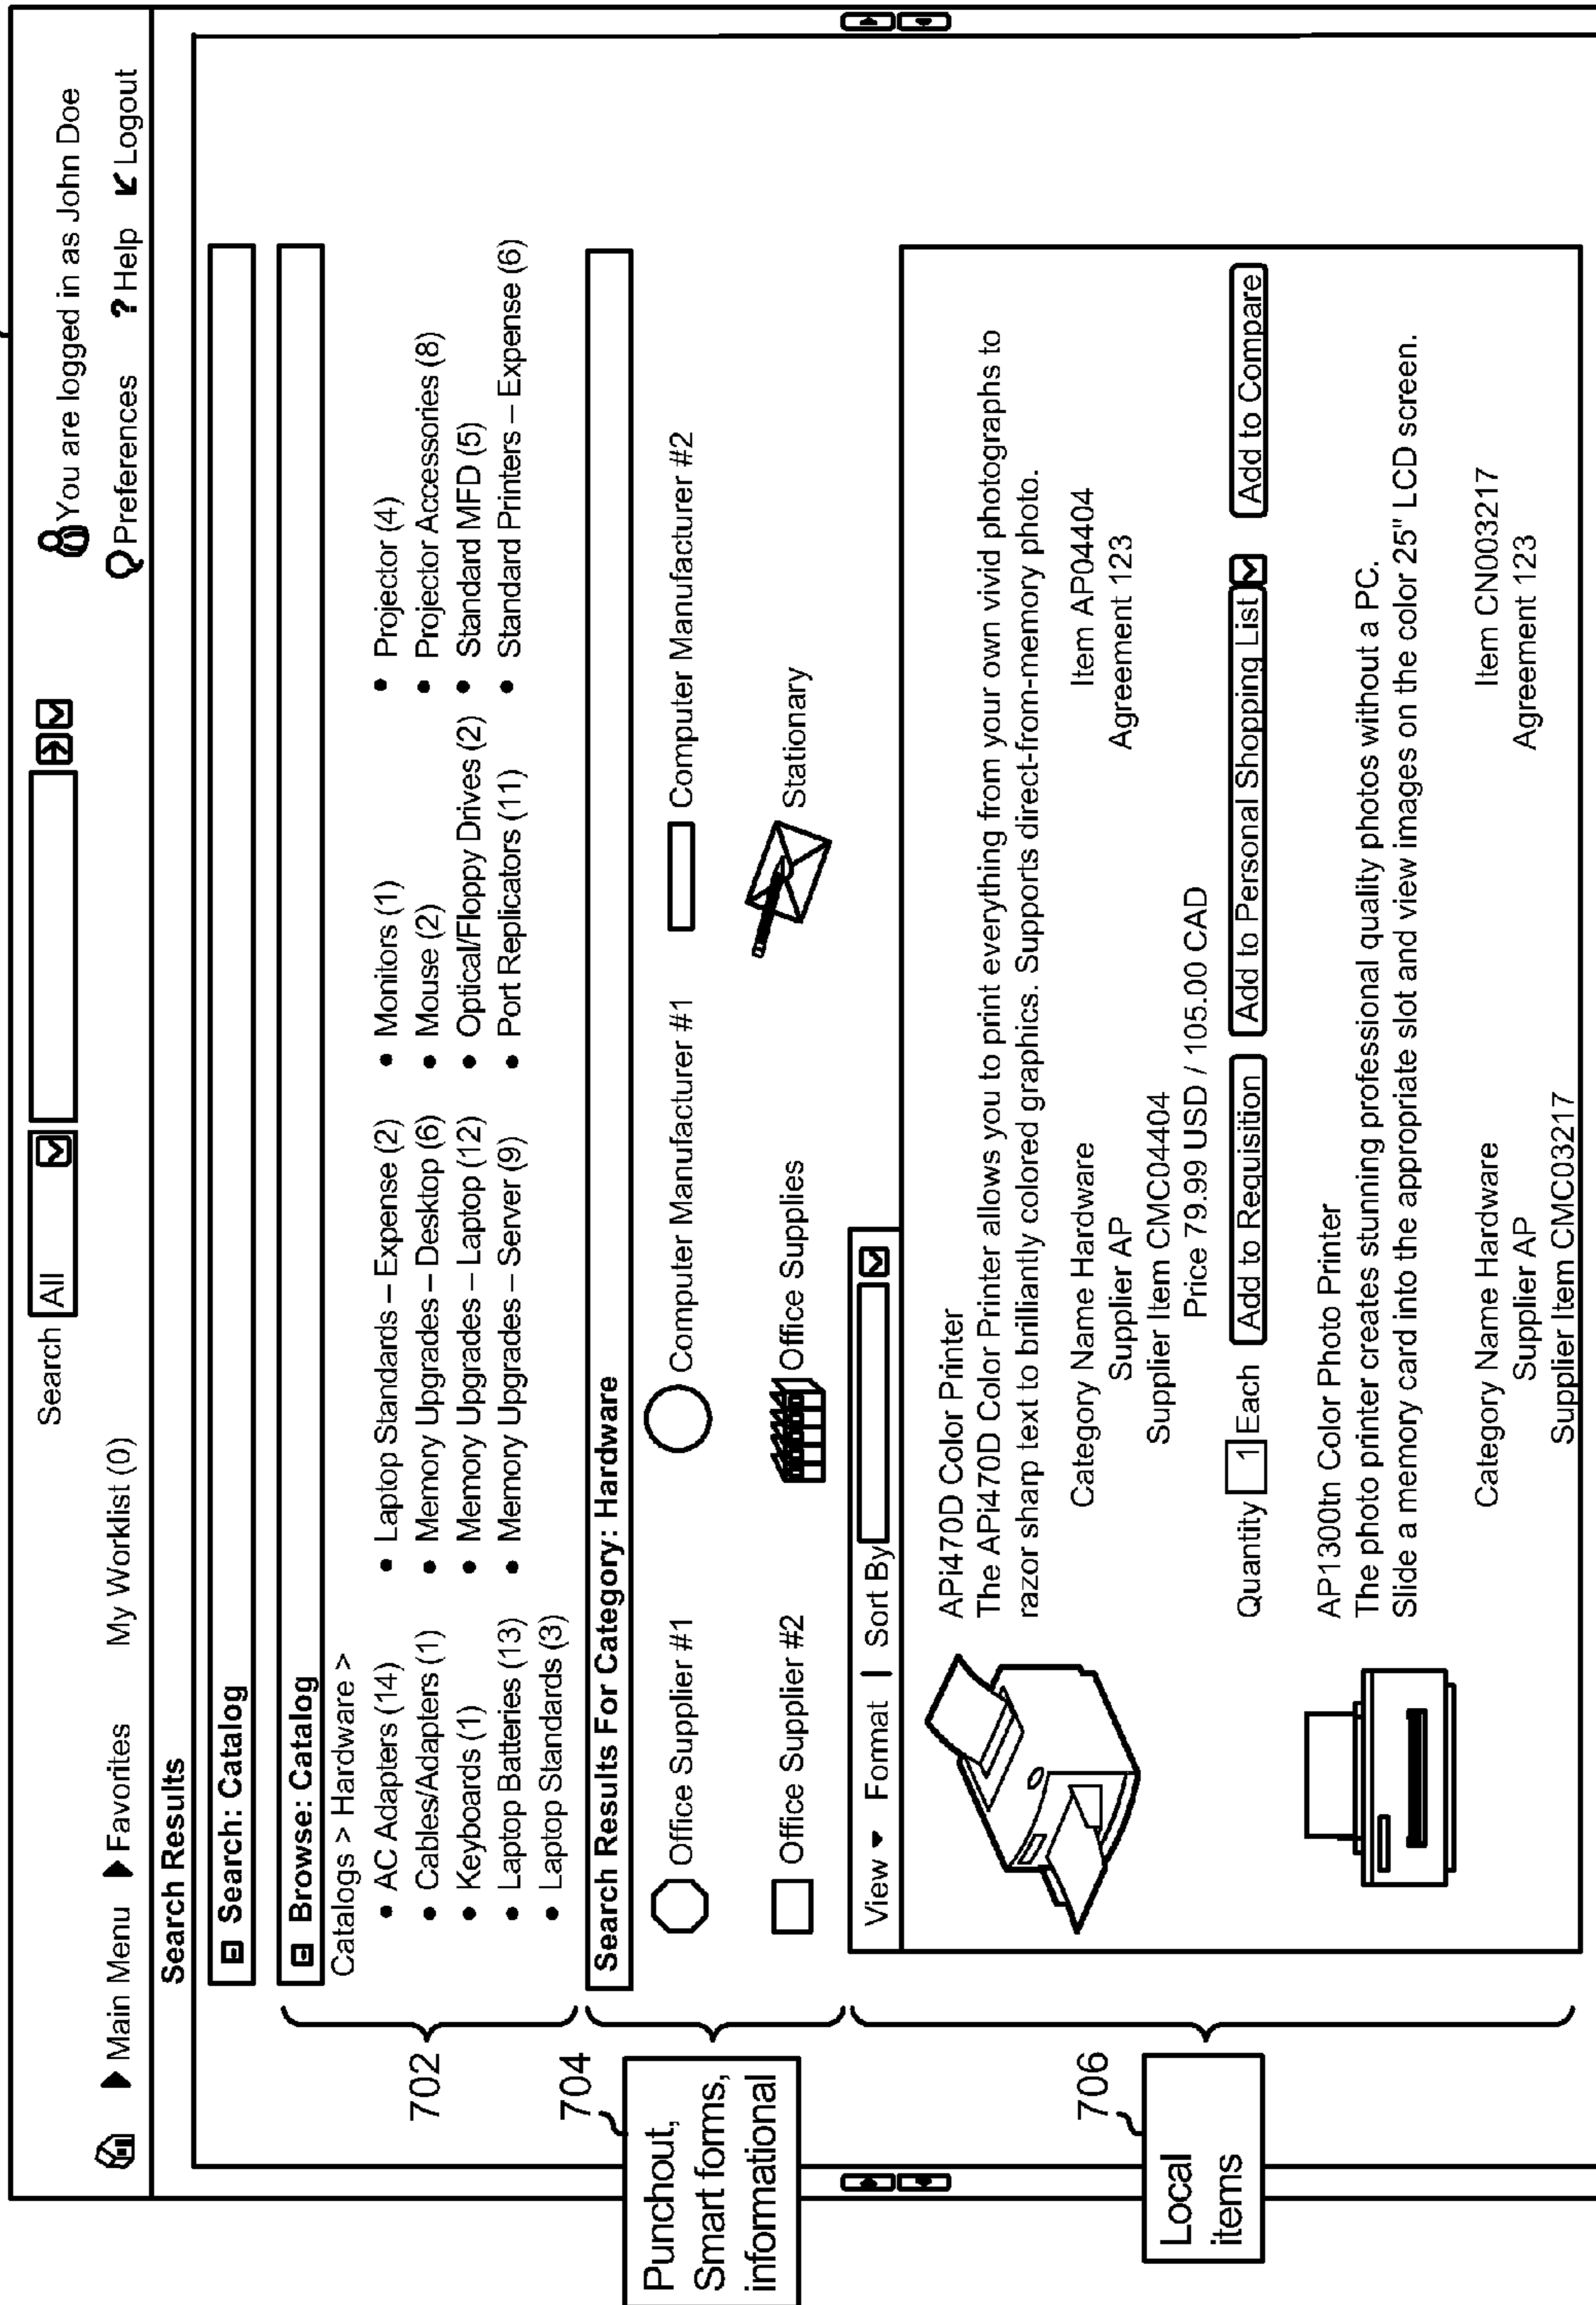 Search All
You are logged in as John Doe
Main Menu Favorites My Worklist (0) Preferences ? Help Logout
Search Results
Search: Catalog
Browse: Catalog
Catalogs > Hardware >
702
• AC Adapters (14) • Laptop Standards – Expense (2) • Monitors (1) • Projector (4)
• Cables/Adapters (1) • Memory Upgrades – Desktop (6) • Mouse (2) • Projector Accessories (8)
• Keyboards (1) • Memory Upgrades – Laptop (12) • Optical/Floppy Drives (2) • Standard MFD (5)
• Laptop Batteries (13) • Memory Upgrades – Server (9) • Port Replicators (11) • Standard Printers – Expense (6)
• Laptop Standards (3)
704
Punchout,
Smart forms,
informational
Search Results For Category: Hardware
Office Supplier #1 Computer Manufacturer #1 Computer Manufacturer #2
Office Supplier #2 Office Supplies Stationary
706
Local
items
View Format | Sort By
APi470D Color Printer
The APi470D Color Printer allows you to print everything from your own vivid photographs to
razor sharp text to brilliantly colored graphics. Supports direct-from-memory photo.
Category Name Hardware Item AP04404
Supplier AP Agreement 123
Supplier Item CMC04404
Price 79.99 USD / 105.00 CAD
Quantity 1 Each Add to Requisition Add to Personal Shopping List Add to Compare
AP1300tn Color Photo Printer
The photo printer creates stunning professional quality photos without a PC.
Slide a memory card into the appropriate slot and view images on the color 25" LCD screen.
Category Name Hardware Item CN003217
Supplier AP Agreement 123
Supplier Item CMC03217